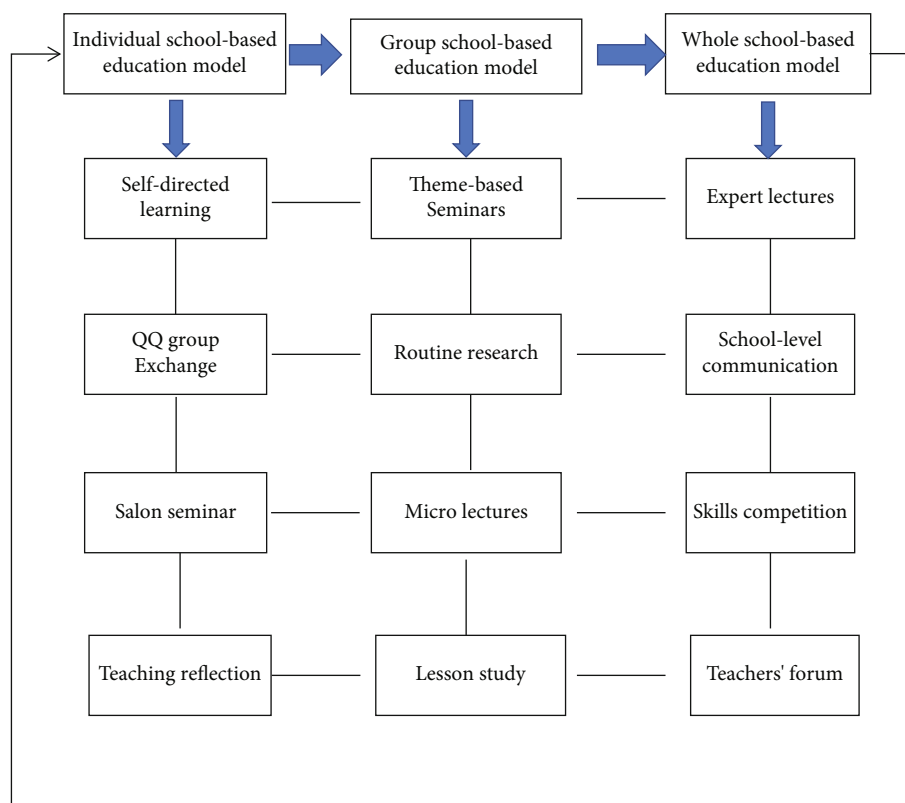 Individual school-based
education model
Group school-based
education model
Whole school-based
education model
Self-directed
learning
Theme-based
Seminars
Expert lectures
QQ group
Exchange
Routine research
School-level
communication
Salon seminar
Micro lectures
Skills competition
Teaching reflection
Lesson study
Teachers' forum